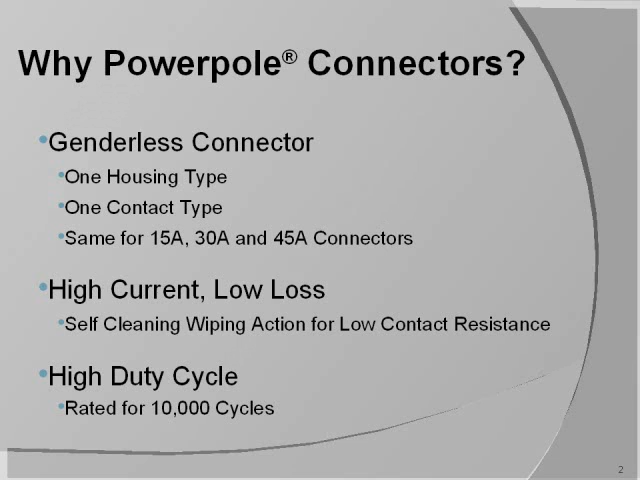 Why Powerpole® Connectors?
•Genderless Connector
•One Housing Type
•One Contact Type
•Same for 15A, 30A and 45A Connectors
•High Current, Low Loss
•Self Cleaning Wiping Action for Low Contact Resistance
•High Duty Cycle
•Rated for 10,000 Cycles
2